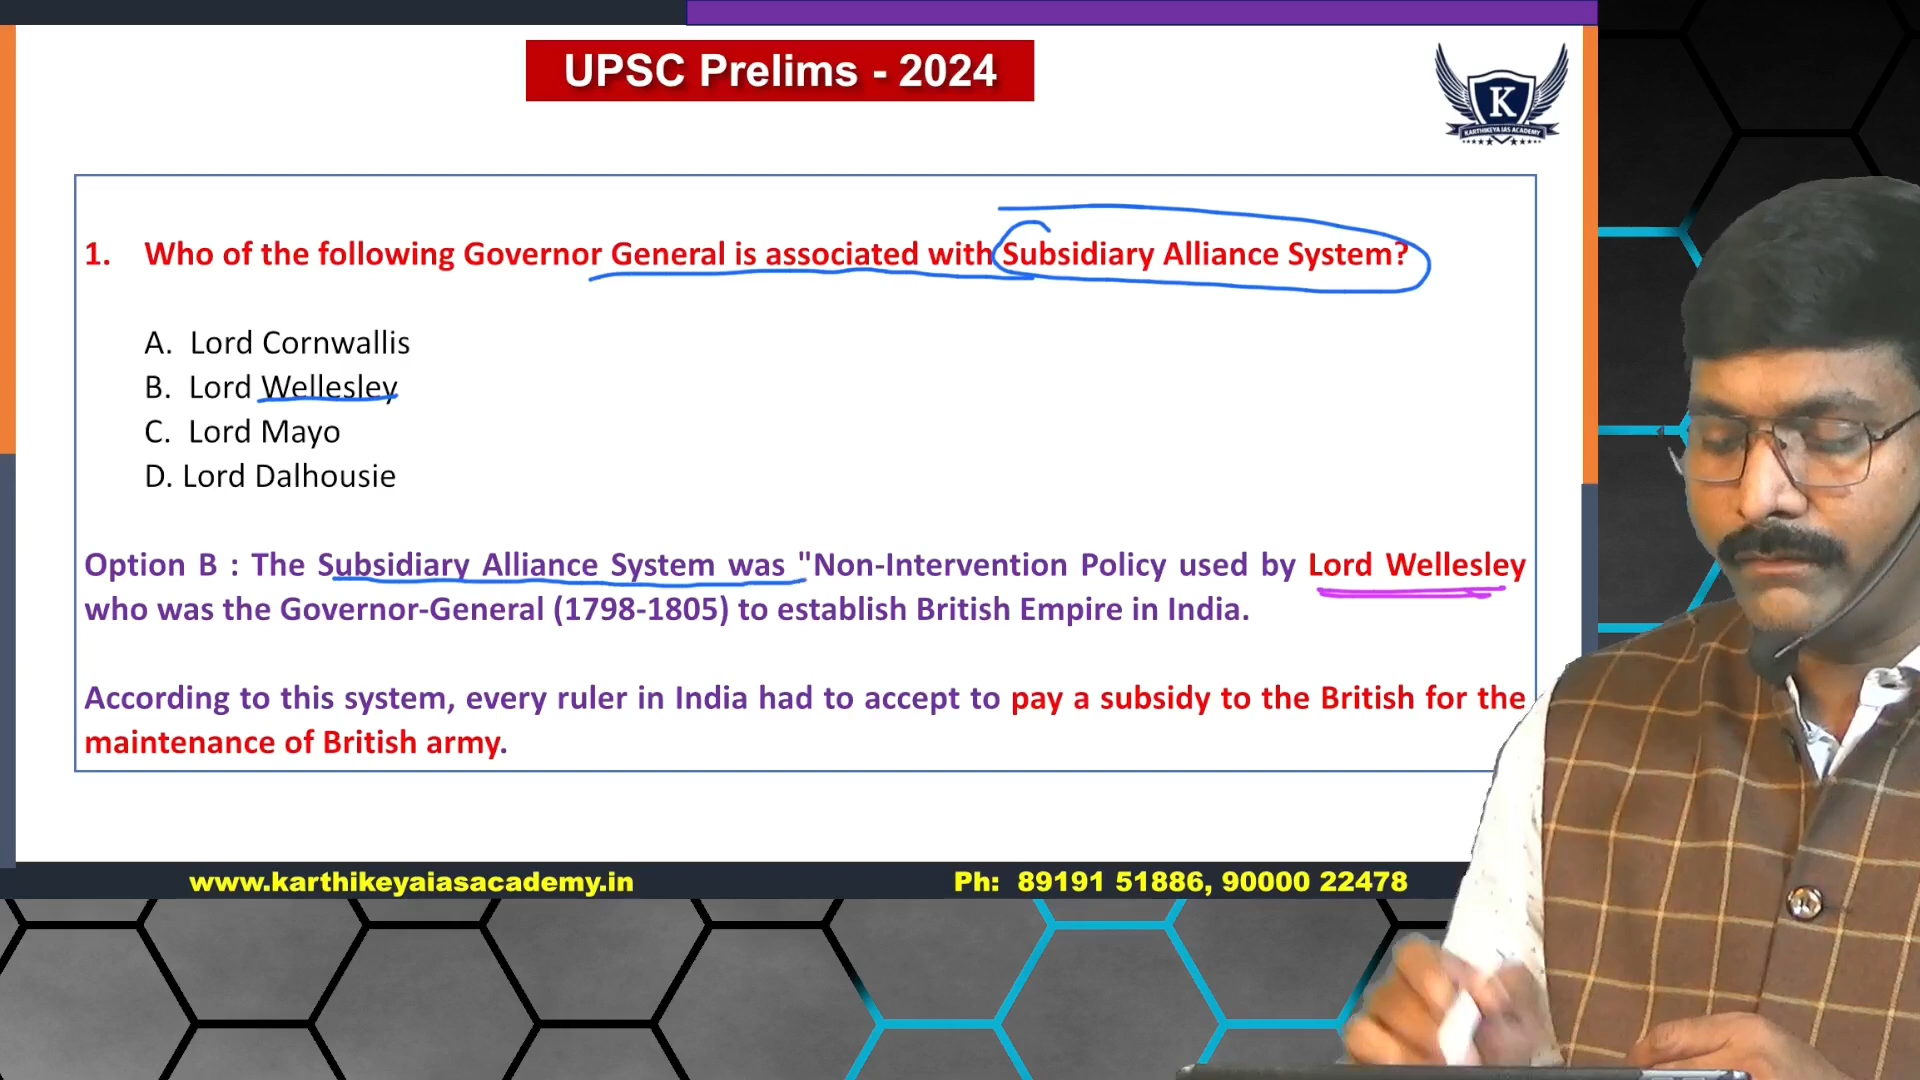 UPSC Prelims - 2024
K
KARTHIKEYA IAS ACADEMY
1. Who of the following Governor General is associated with Subsidiary Alliance System?
A. Lord Cornwallis
B. Lord Wellesley
C. Lord Mayo
D. Lord Dalhousie
Option B : The Subsidiary Alliance System was "Non-Intervention Policy used by Lord Wellesley
who was the Governor-General (1798-1805) to establish British Empire in India.
According to this system, every ruler in India had to accept to pay a subsidy to the British for the
maintenance of British army.
www.karthikeyaiasacademy.in
Ph: 89191 51886, 90000 22478